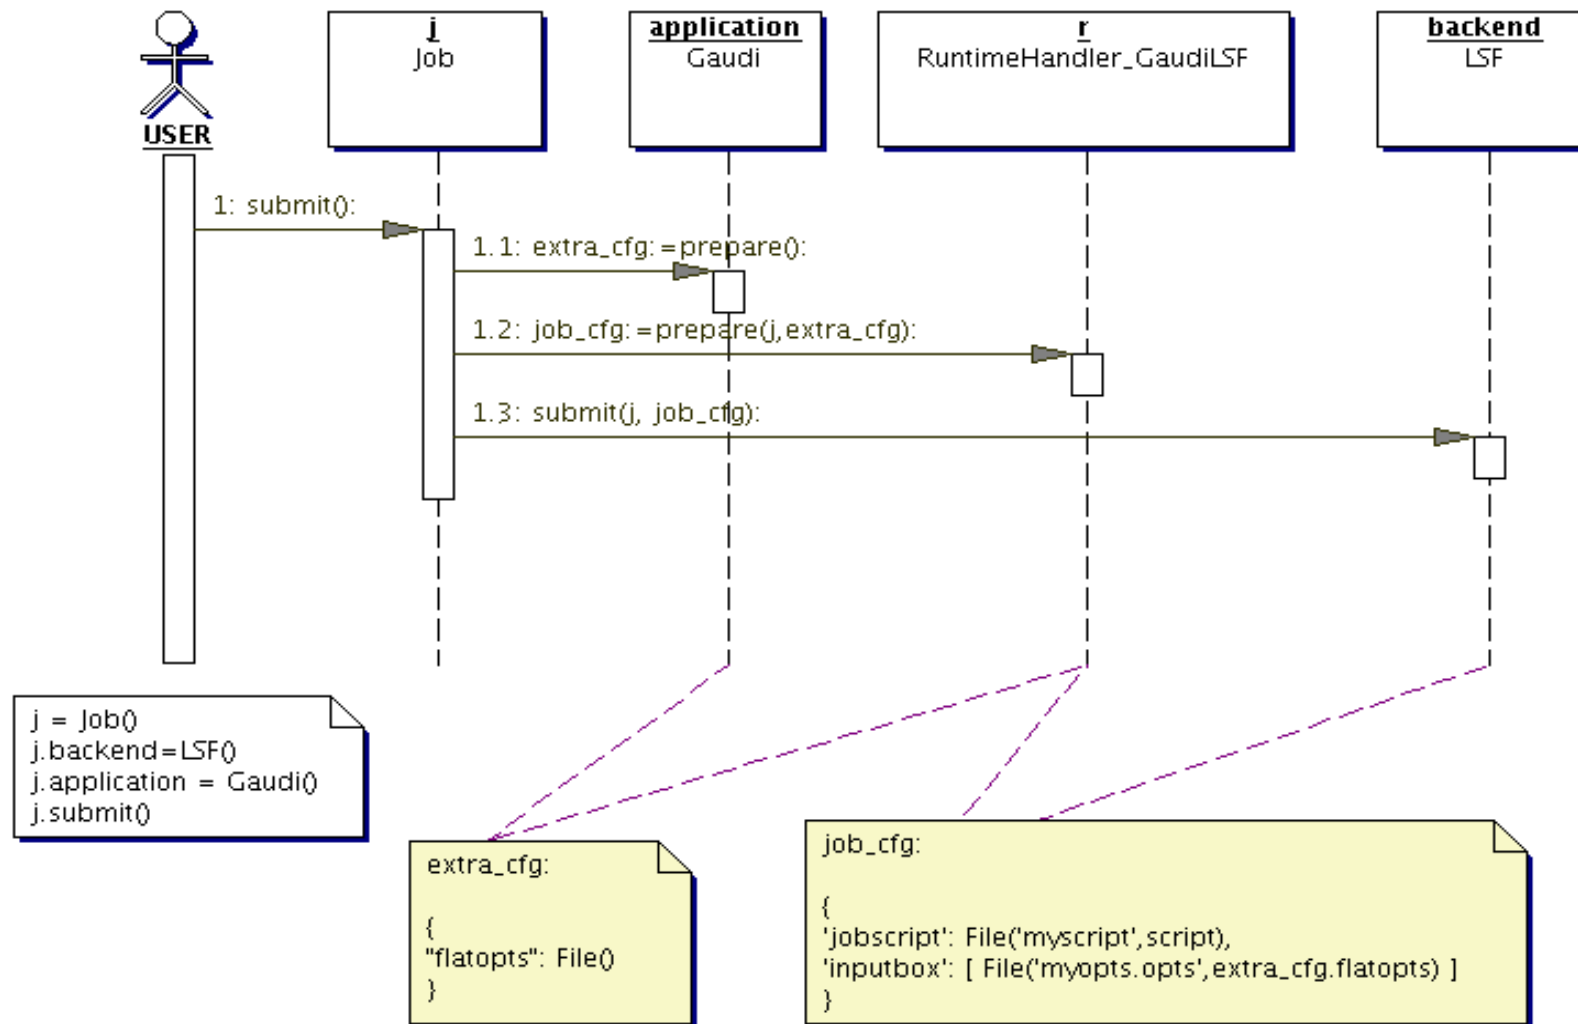 j
Job
application
Gaudi
r
RuntimeHandler_GaudiLSF
backend
LSF
USER
1: submit():
1.1: extra_cfg:=prepare():
1.2: job_cfg:=prepare(j,extra_cfg):
1.3: submit(j, job_cfg):
j = Job()
j.backend=LSF()
j.application = Gaudi()
j.submit()
extra_cfg:
{
"flatopts": File()
}
job_cfg:
{
'jobscript': File('myscript',script),
'inputbox': [ File('myopts.opts',extra_cfg.flatopts) ]
}